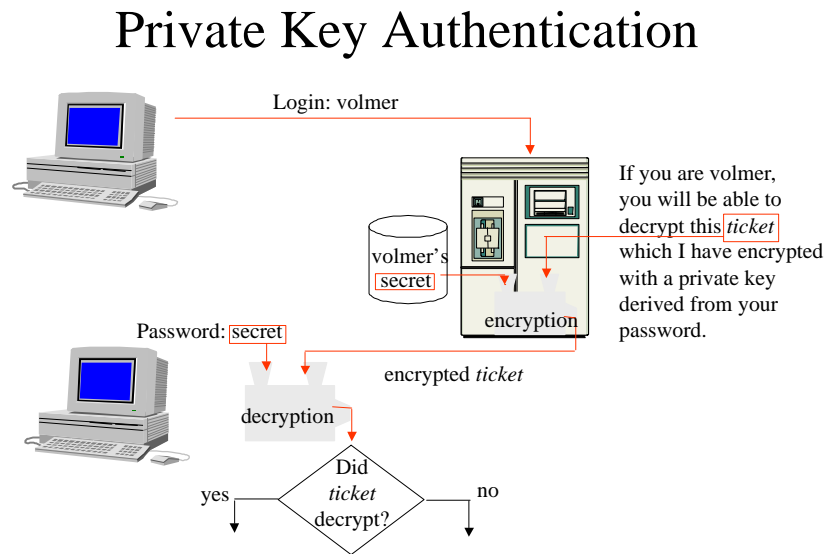 Private Key Authentication
Login: volmer
If you are volmer,
you will be able to
decrypt this ticket
which I have encrypted
with a private key
derived from your
password.
volmer's
secret
encryption
Password: secret
encrypted ticket
decryption
Did
ticket
decrypt?
yes
no